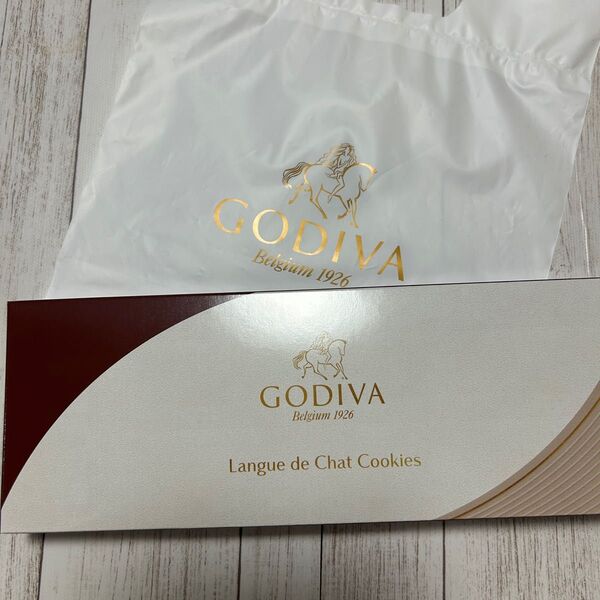 GODIVA
Belgium 1926
GODIVA
Belgium 1926
Langue de Chat Cookies